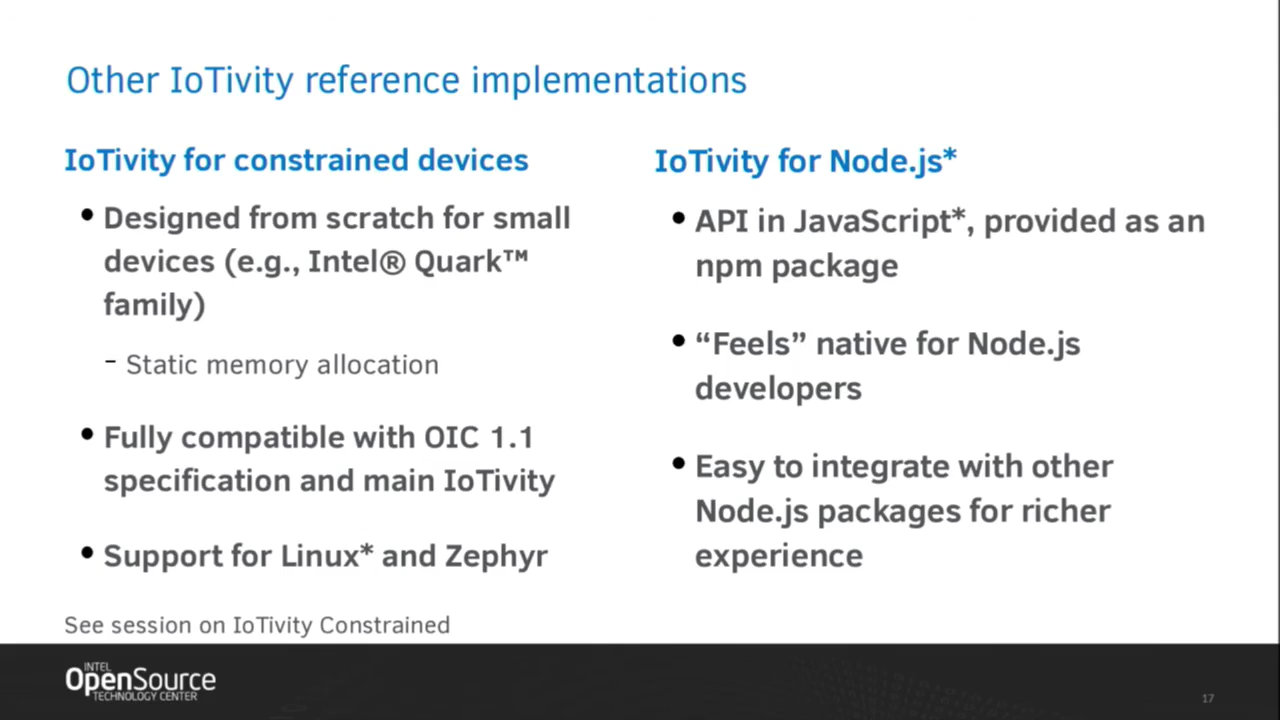 Other IoTivity reference implementations
IoTivity for constrained devices
• Designed from scratch for small
devices (e.g., Intel® Quark™
family)
– Static memory allocation
• Fully compatible with OIC 1.1
specification and main IoTivity
• Support for Linux* and Zephyr
See session on IoTivity Constrained
IoTivity for Node.js*
• API in JavaScript*, provided as an
npm package
• “Feels” native for Node.js
developers
• Easy to integrate with other
Node.js packages for richer
experience
INTEL
OpenSource
TECHNOLOGY CENTER
17